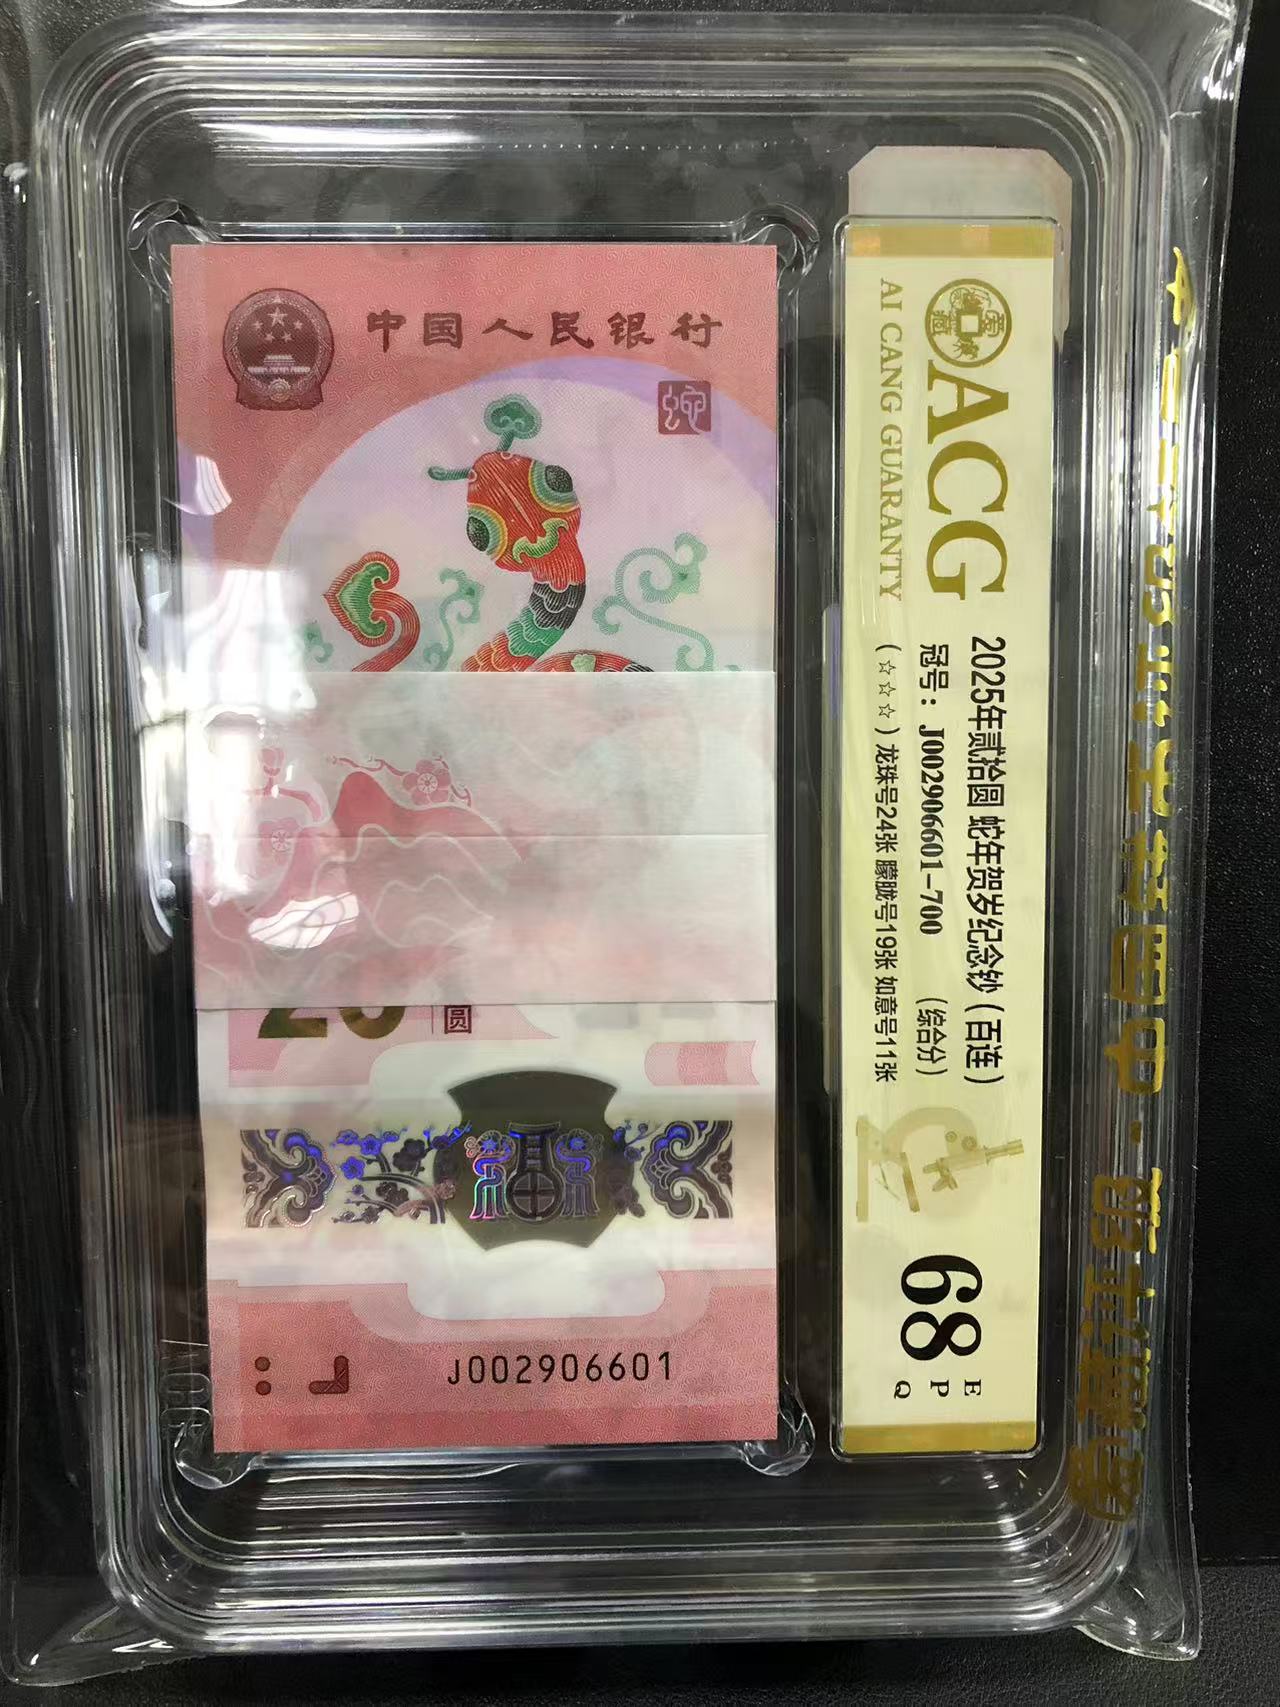 中国人民银行
蛇
20 圆
J002906601
ACG
AI CANG GUARANTY
2025年贰拾圆 蛇年贺岁纪念钞（百连）
冠号：J002906601-700 （综合分）
（☆☆☆）龙珠号24张 朦胧号19张 如意号11张
68
E
P
Q